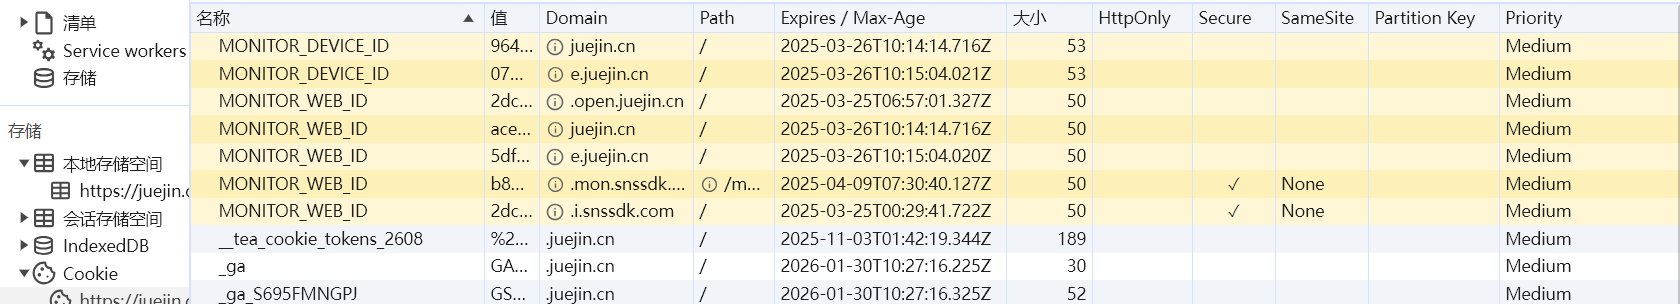 清单
Service workers
存储
存储
本地存储空间
https://juejin.c
会话存储空间
IndexedDB
Cookie
https://juejin
名称 值 Domain Path Expires / Max-Age 大小 HttpOnly Secure SameSite Partition Key Priority
MONITOR_DEVICE_ID 964... juejin.cn / 2025-03-26T10:14:14.716Z 53 Medium
MONITOR_DEVICE_ID 07... e.juejin.cn / 2025-03-26T10:15:04.021Z 53 Medium
MONITOR_WEB_ID 2dc... .open.juejin.cn / 2025-03-25T06:57:01.327Z 50 Medium
MONITOR_WEB_ID ace... juejin.cn / 2025-03-26T10:14:14.716Z 50 Medium
MONITOR_WEB_ID 5df... e.juejin.cn / 2025-03-26T10:15:04.020Z 50 Medium
MONITOR_WEB_ID b8... .mon.snssdk.... /m... 2025-04-09T07:30:40.127Z 50 ✓ None Medium
MONITOR_WEB_ID 2dc... .i.snssdk.com / 2025-03-25T00:29:41.722Z 50 ✓ None Medium
__tea_cookie_tokens_2608 %2... .juejin.cn / 2025-11-03T01:42:19.344Z 189 Medium
_ga GA... .juejin.cn / 2026-01-30T10:27:16.225Z 30 Medium
_ga_S695FMNGPJ GS... .juejin.cn / 2026-01-30T10:27:16.325Z 52 Medium